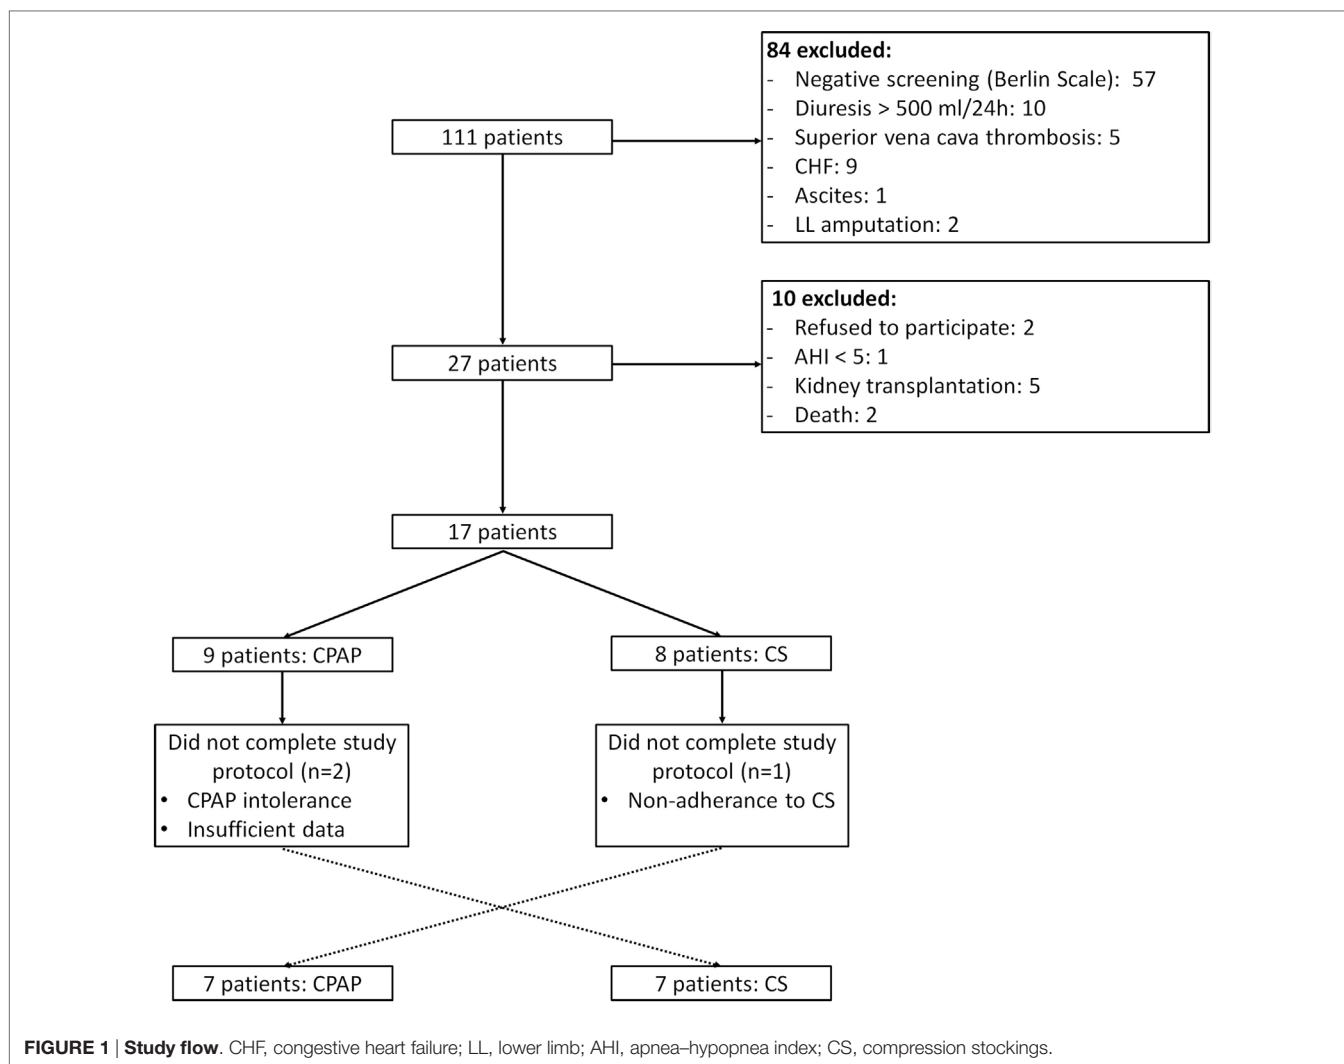 84 excluded:
- Negative screening (Berlin Scale): 57
- Diuresis > 500 ml/24h: 10
- Superior vena cava thrombosis: 5
- CHF: 9
- Ascites: 1
- LL amputation: 2
111 patients
10 excluded:
- Refused to participate: 2
- AHI < 5: 1
- Kidney transplantation: 5
- Death: 2
27 patients
17 patients
9 patients: CPAP
8 patients: CS
Did not complete study
protocol (n=2)
• CPAP intolerance
• Insufficient data
Did not complete study
protocol (n=1)
• Non-adherance to CS
7 patients: CPAP
7 patients: CS
FIGURE 1 | Study flow. CHF, congestive heart failure; LL, lower limb; AHI, apnea–hypopnea index; CS, compression stockings.